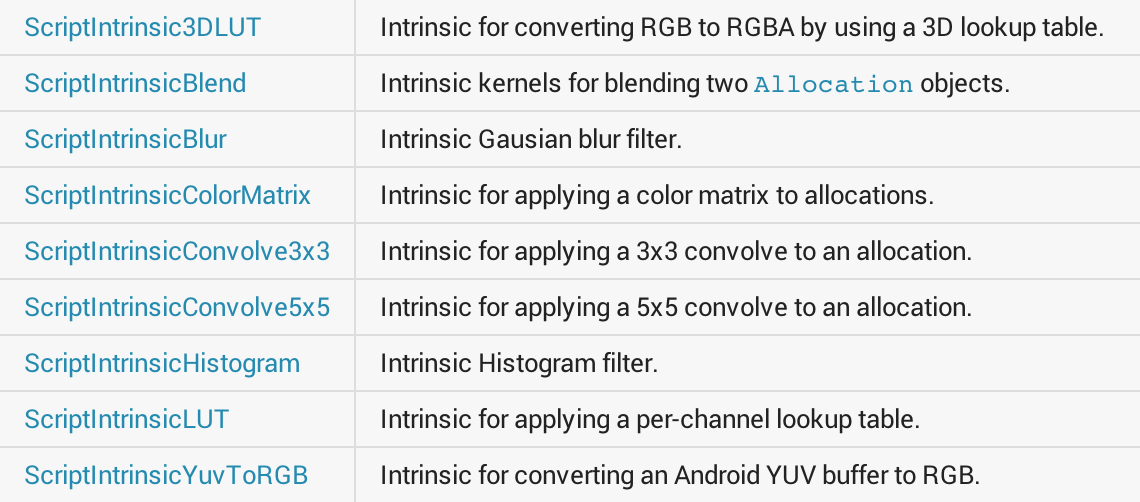 ScriptIntrinsic3DLUT Intrinsic for converting RGB to RGBA by using a 3D lookup table.
ScriptIntrinsicBlend Intrinsic kernels for blending two Allocation objects.
ScriptIntrinsicBlur Intrinsic Gausian blur filter.
ScriptIntrinsicColorMatrix Intrinsic for applying a color matrix to allocations.
ScriptIntrinsicConvolve3x3 Intrinsic for applying a 3x3 convolve to an allocation.
ScriptIntrinsicConvolve5x5 Intrinsic for applying a 5x5 convolve to an allocation.
ScriptIntrinsicHistogram Intrinsic Histogram filter.
ScriptIntrinsicLUT Intrinsic for applying a per-channel lookup table.
ScriptIntrinsicYuvToRGB Intrinsic for converting an Android YUV buffer to RGB.